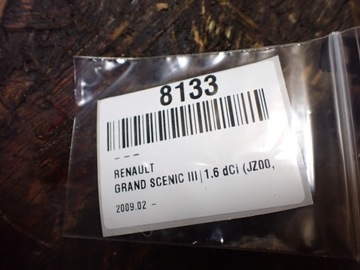 8133
- - -
RENAULT
GRAND SCENIC III | 1.6 dCi (JZ00,
2009.02 -